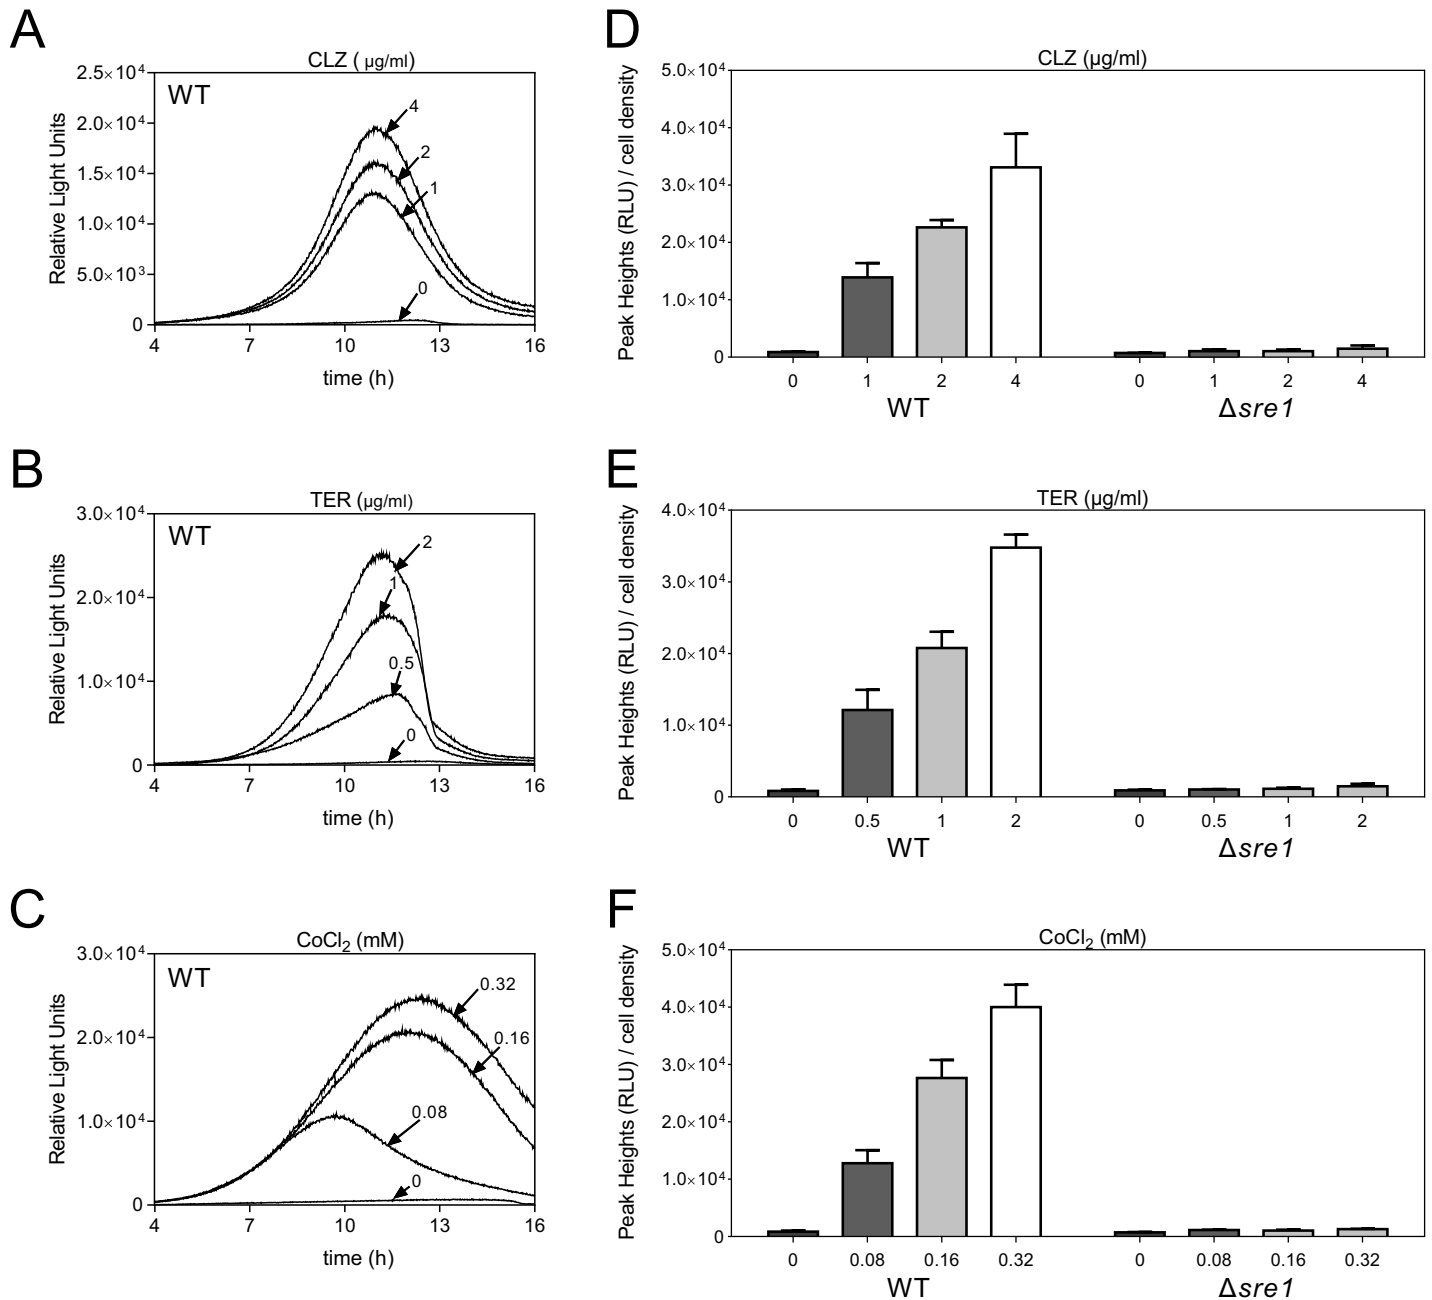 A
CLZ ( µg/ml)
WT
Relative Light Units
2.5×10⁴
2.0×10⁴
1.5×10⁴
1.0×10⁴
5.0×10³
0
4
2
1
0
4 7 10 13 16
time (h)
D
CLZ (µg/ml)
Peak Heights (RLU) / cell density
5.0×10⁴
4.0×10⁴
3.0×10⁴
2.0×10⁴
1.0×10⁴
0
0 1 2 4 0 1 2 4
WT Δsre1
B
TER (µg/ml)
WT
Relative Light Units
3.0×10⁴
2.0×10⁴
1.0×10⁴
0
2
1
0.5
0
4 7 10 13 16
time (h)
E
TER (µg/ml)
Peak Heights (RLU) / cell density
4.0×10⁴
3.0×10⁴
2.0×10⁴
1.0×10⁴
0
0 0.5 1 2 0 0.5 1 2
WT Δsre1
C
CoCl₂ (mM)
WT
Relative Light Units
3.0×10⁴
2.0×10⁴
1.0×10⁴
0
0.32
0.16
0.08
0
4 7 10 13 16
time (h)
F
CoCl₂ (mM)
Peak Heights (RLU) / cell density
5.0×10⁴
4.0×10⁴
3.0×10⁴
2.0×10⁴
1.0×10⁴
0
0 0.08 0.16 0.32 0 0.08 0.16 0.32
WT Δsre1